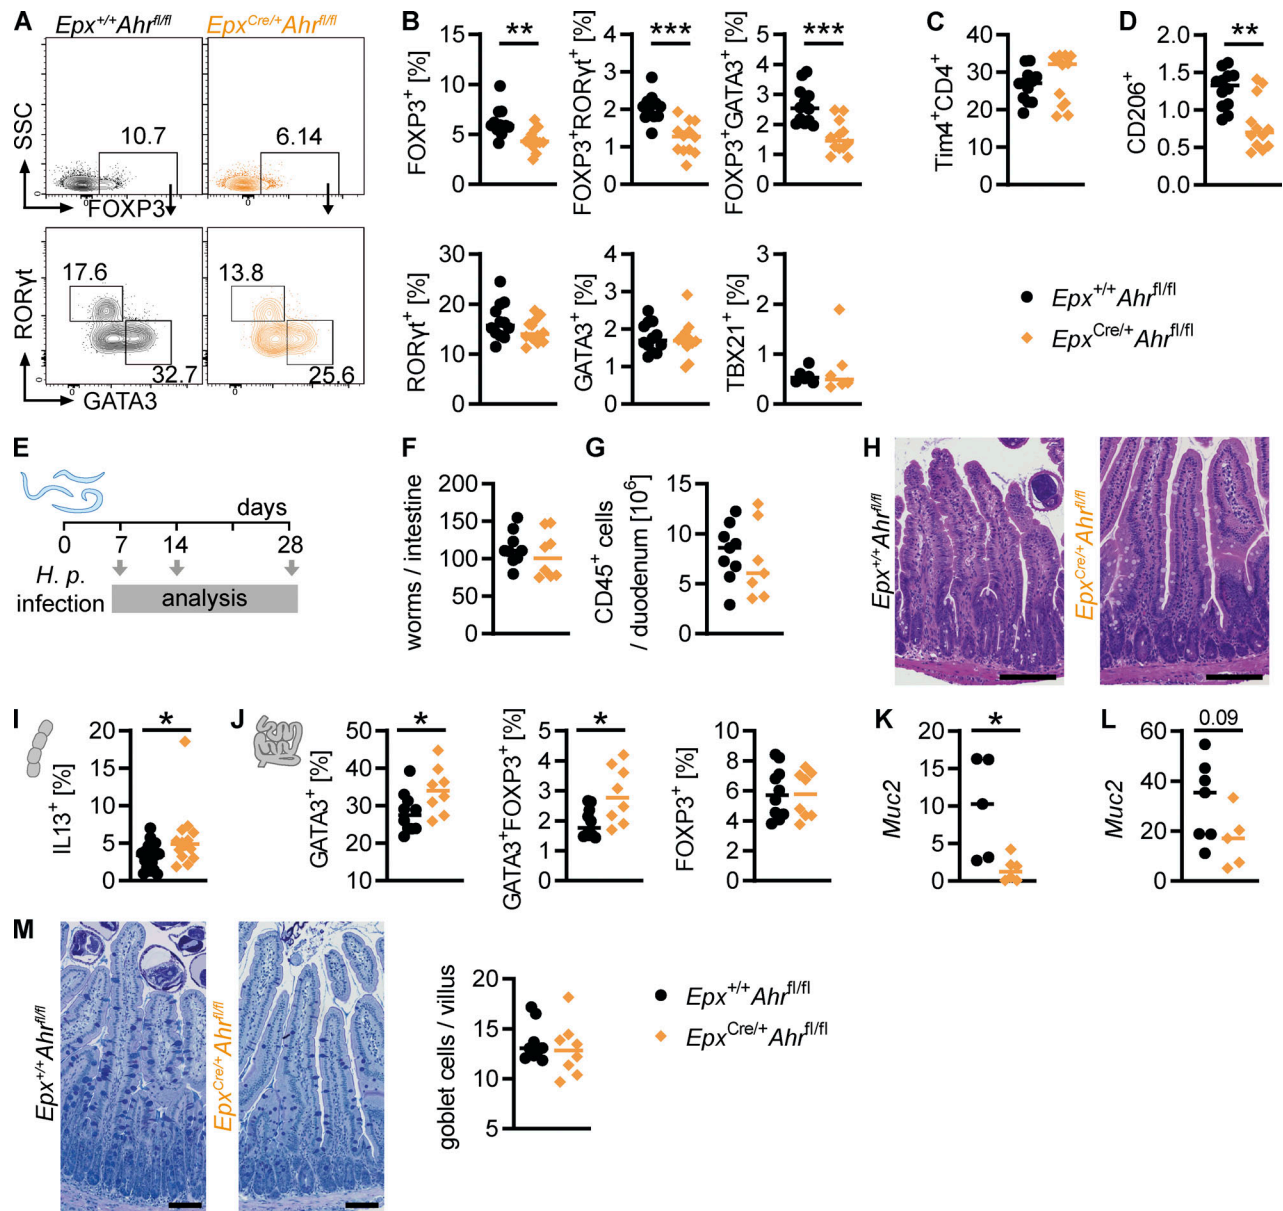 A
Epx+/+Ahrfl/fl
EpxCre/+Ahrfl/fl
SSC
10.7
6.14
0
0
0
FOXP3
RORγt
17.6
13.8
32.7
25.6
0
0
0
GATA3
B
FOXP3+ [%]
15
10
5
0
**
FOXP3+RORγt+ [%]
4
3
2
1
0
***
FOXP3+GATA3+ [%]
5
4
3
2
1
0
***
RORγt+ [%]
30
20
10
0
GATA3+ [%]
4
3
2
1
0
TBX21+ [%]
3
2
1
0
C
Tim4+CD4+
40
30
20
10
0
D
CD206+
2.0
1.5
1.0
0.5
0.0
**
Epx+/+Ahrfl/fl
EpxCre/+Ahrfl/fl
E
days
0 7 14 28
H. p.
infection
analysis
F
worms / intestine
200
150
100
50
0
G
CD45+ cells
/ duodenum [106]
15
10
5
0
H
Epx+/+Ahrfl/fl
EpxCre/+Ahrfl/fl
I
IL13+ [%]
20
15
10
5
0
*
J
GATA3+ [%]
50
40
30
20
10
*
GATA3+FOXP3+ [%]
5
4
3
2
1
0
*
FOXP3+ [%]
10
8
6
4
2
0
K
Muc2
20
15
10
5
0
*
L
Muc2
60
40
20
0
0.09
M
Epx+/+Ahrfl/fl
EpxCre/+Ahrfl/fl
goblet cells / villus
20
15
10
5
Epx+/+Ahrfl/fl
EpxCre/+Ahrfl/fl